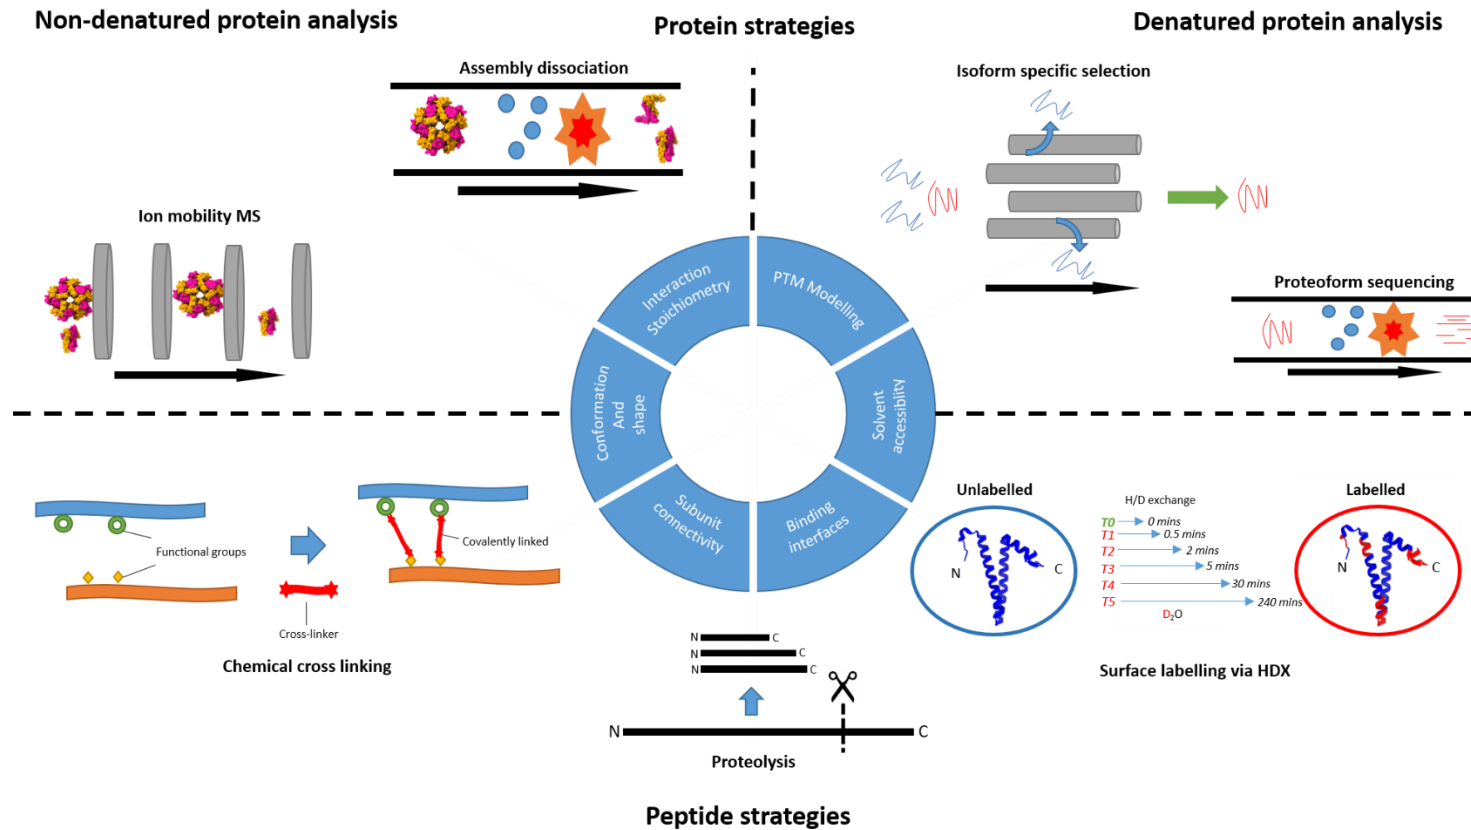 Non-denatured protein analysis
Protein strategies
Denatured protein analysis
Assembly dissociation
Isoform specific selection
Ion mobility MS
Proteoform sequencing
Interaction
Stoichiometry
PTM Modelling
Conformation
And
shape
Solvent
accessiblity
Subunit
connectivity
Binding
interfaces
Functional groups
Covalently linked
Cross-linker
Chemical cross linking
Unlabelled
H/D exchange
Labelled
T0 0 mins
T1 0.5 mins
T2 2 mins
T3 5 mins
T4 30 mins
T5 240 mins
D₂O
N
C
N
C
Surface labelling via HDX
N C
N C
N C
N C
Proteolysis
Peptide strategies